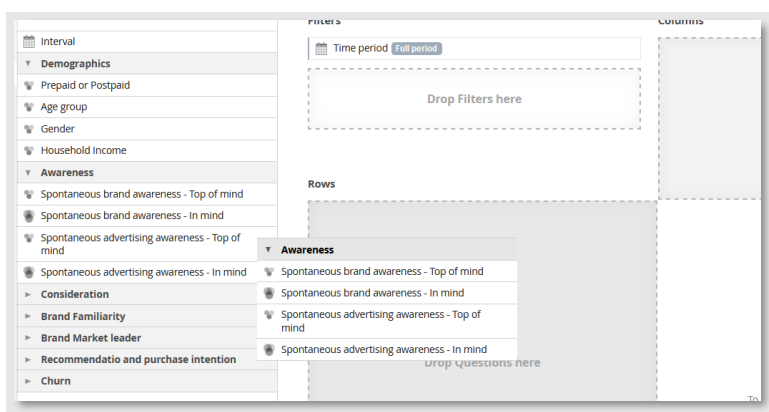 Interval
Demographics
Prepaid or Postpaid
Age group
Gender
Household Income
Awareness
Spontaneous brand awareness - Top of mind
Spontaneous brand awareness - In mind
Spontaneous advertising awareness - Top of
mind
Spontaneous advertising awareness - In mind
Consideration
Brand Familiarity
Brand Market leader
Recommendatio and purchase intention
Churn
Filters
Time period Full period
Drop Filters here
Rows
Awareness
Spontaneous brand awareness - Top of mind
Spontaneous brand awareness - In mind
Spontaneous advertising awareness - Top of
mind
Spontaneous advertising awareness - In mind
Drop Questions here
Columns
To